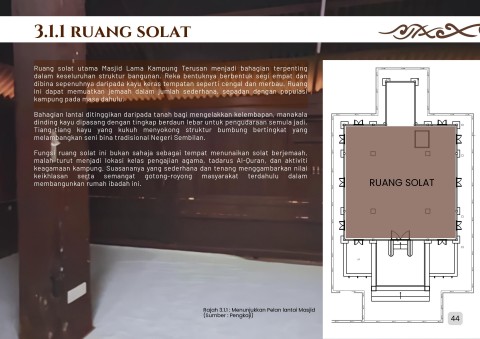 3.1.1 RUANG SOLAT
Ruang solat utama Masjid Lama Kampung Terusan menjadi bahagian terpenting
dalam keseluruhan struktur bangunan. Reka bentuknya berbentuk segi empat dan
dibina sepenuhnya daripada kayu keras tempatan seperti cengal dan merbau. Ruang
ini dapat memuatkan jemaah dalam jumlah sederhana, sepadan dengan populasi
kampung pada masa dahulu.
Bahagian lantai ditinggikan daripada tanah bagi mengelakkan kelembapan, manakala
dinding kayu dipasang dengan tingkap berdaun lebar untuk pengudaraan semula jadi.
Tiang-tiang kayu yang kukuh menyokong struktur bumbung bertingkat yang
melambangkan seni bina tradisional Negeri Sembilan.
Fungsi ruang solat ini bukan sahaja sebagai tempat menunaikan solat berjemaah,
malah turut menjadi lokasi kelas pengajian agama, tadarus Al-Quran, dan aktiviti
keagamaan kampung. Suasananya yang sederhana dan tenang menggambarkan nilai
keikhlasan serta semangat gotong-royong masyarakat terdahulu dalam
membangunkan rumah ibadah ini.
RUANG SOLAT
Rajah 3.1.1 : Menunjukkan Pelan lantai Masjid
(Sumber : Pengkaji)
44